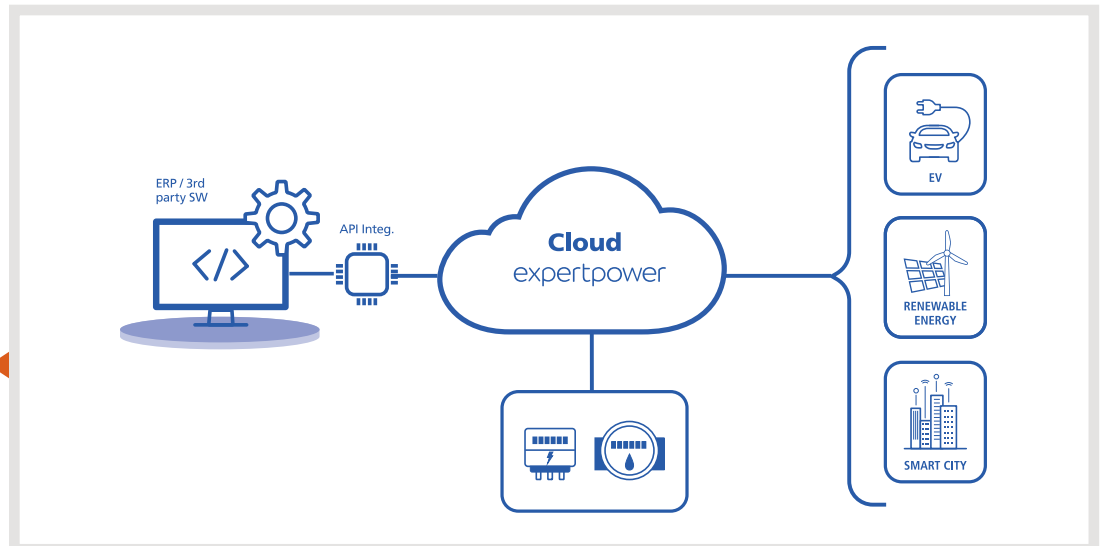 ERP / 3rd
party SW
</>
API Integ.
Cloud
expertpower
EV
RENEWABLE
ENERGY
SMART CITY